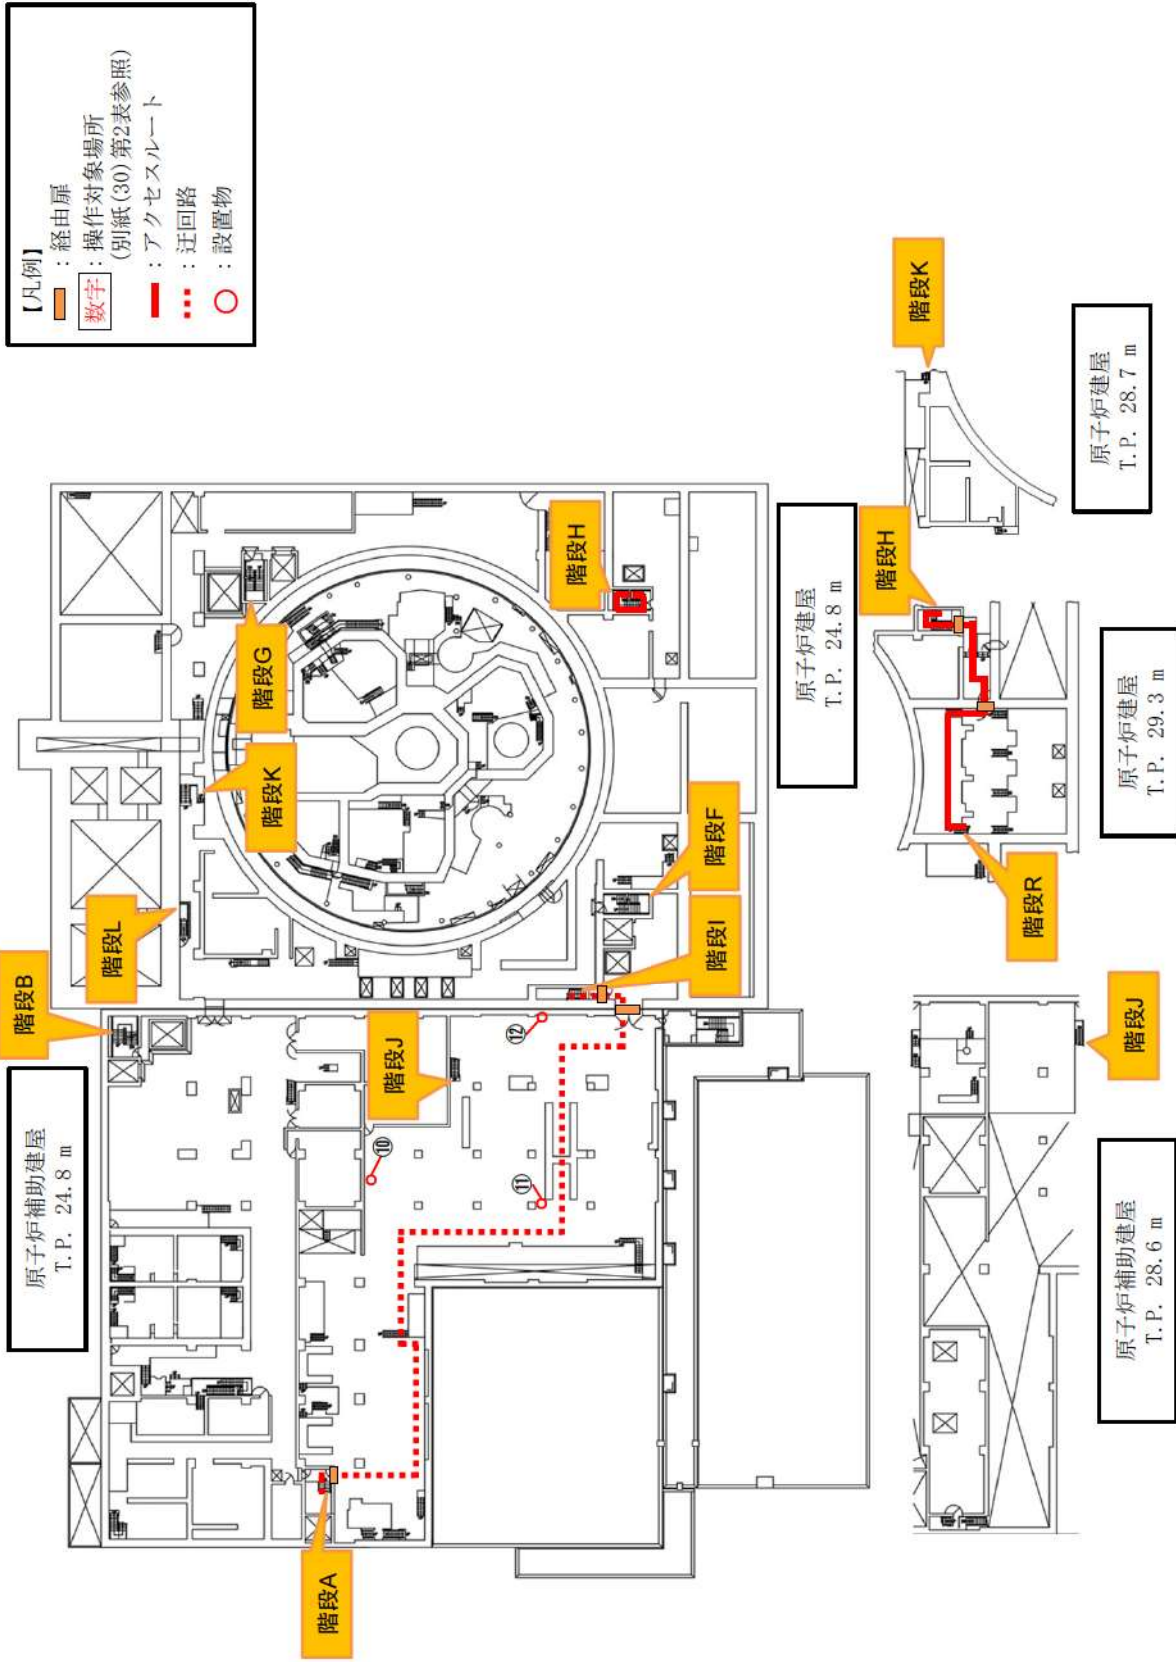 【凡例】
：経由扉
数字：操作対象場所
(別紙(30)第2表参照)
：アクセスルート
：迂回路
：設置物
原子炉補助建屋
T.P. 24.8 m
階段B
階段L
階段K
階段G
階段H
階段J
階段I
階段F
階段A
⑩
⑪
⑫
原子炉建屋
T.P. 24.8 m
原子炉補助建屋
T.P. 28.6 m
階段J
原子炉建屋
T.P. 29.3 m
階段R
階段H
原子炉建屋
T.P. 28.7 m
階段K